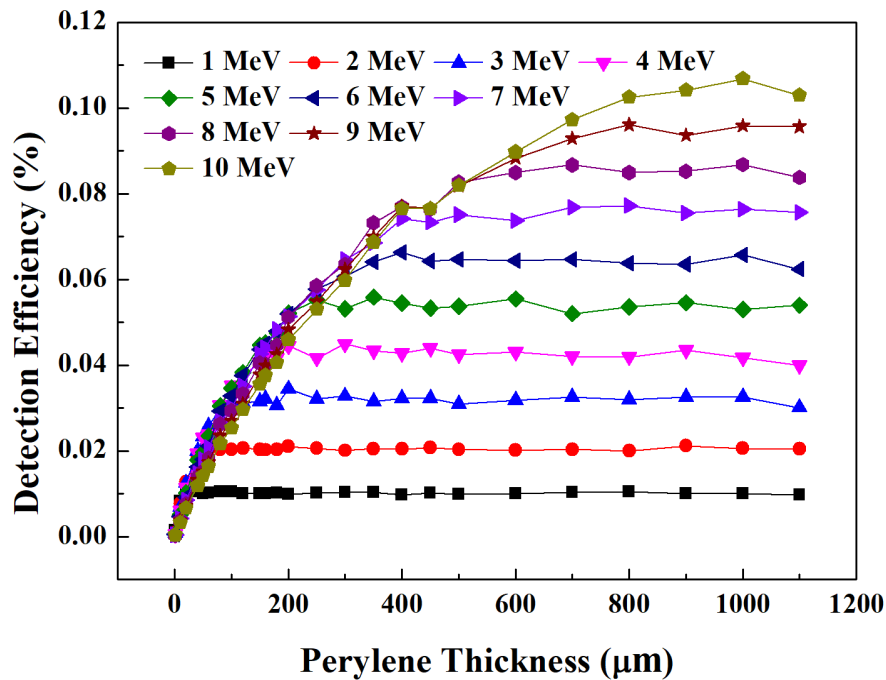 0.12
0.10
0.08
0.06
0.04
0.02
0.00
Detection Efficiency (%)
1 MeV 2 MeV 3 MeV 4 MeV
5 MeV 6 MeV 7 MeV
8 MeV 9 MeV
10 MeV
0 200 400 600 800 1000 1200
Perylene Thickness (μm)